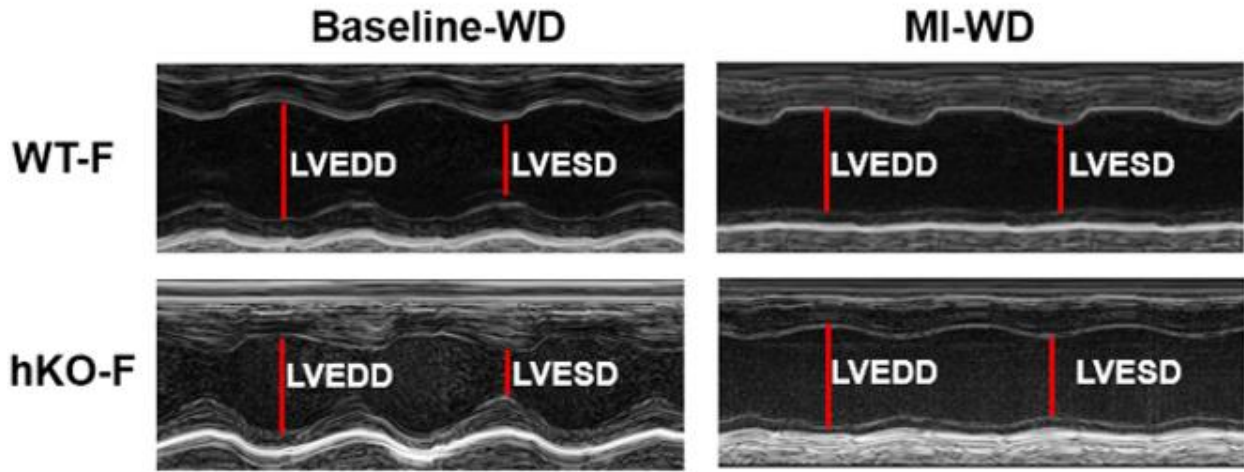 Baseline-WD MI-WD
WT-F
LVEDD LVESD LVEDD LVESD
hKO-F
LVEDD LVESD LVEDD LVESD